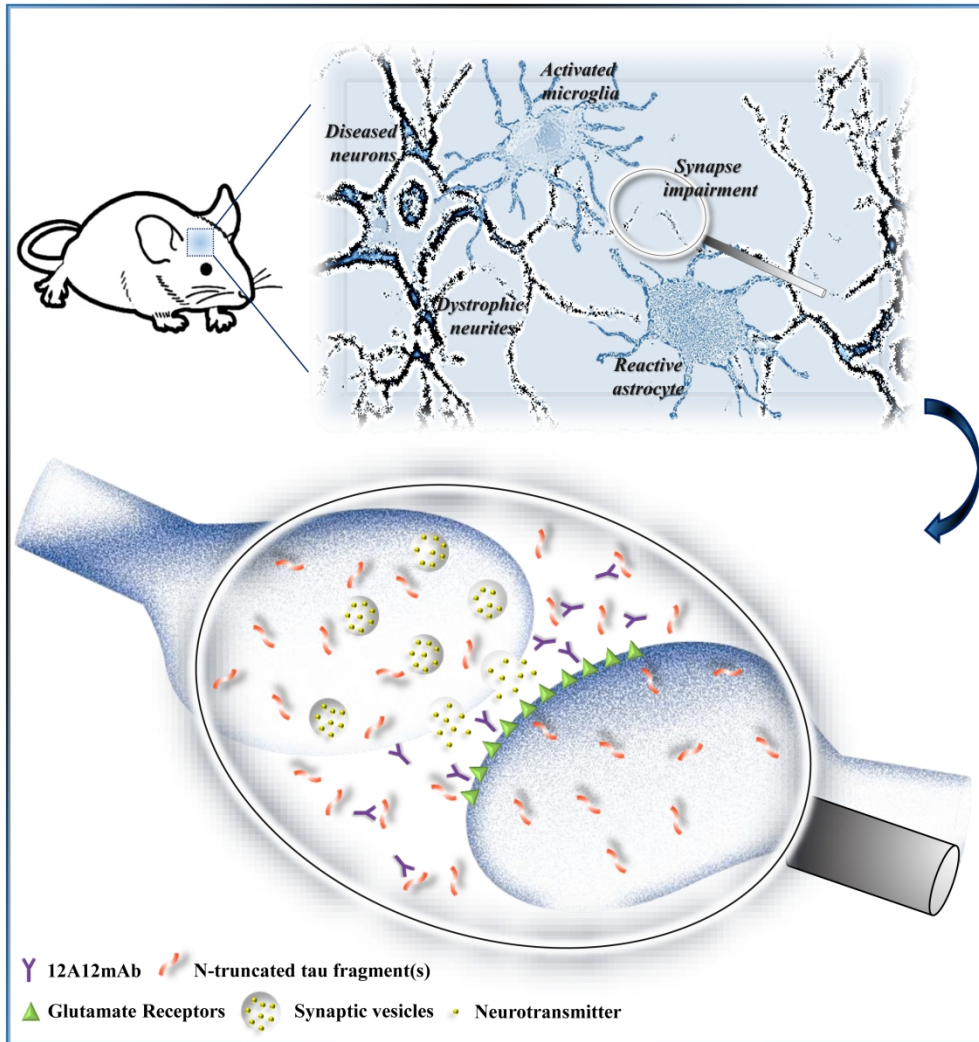 Activated
microglia
Diseased
neurons
Synapse
impairment
Dystrophic
neurites
Reactive
astrocyte
12A12mAb N-truncated tau fragment(s)
Glutamate Receptors Synaptic vesicles Neurotransmitter